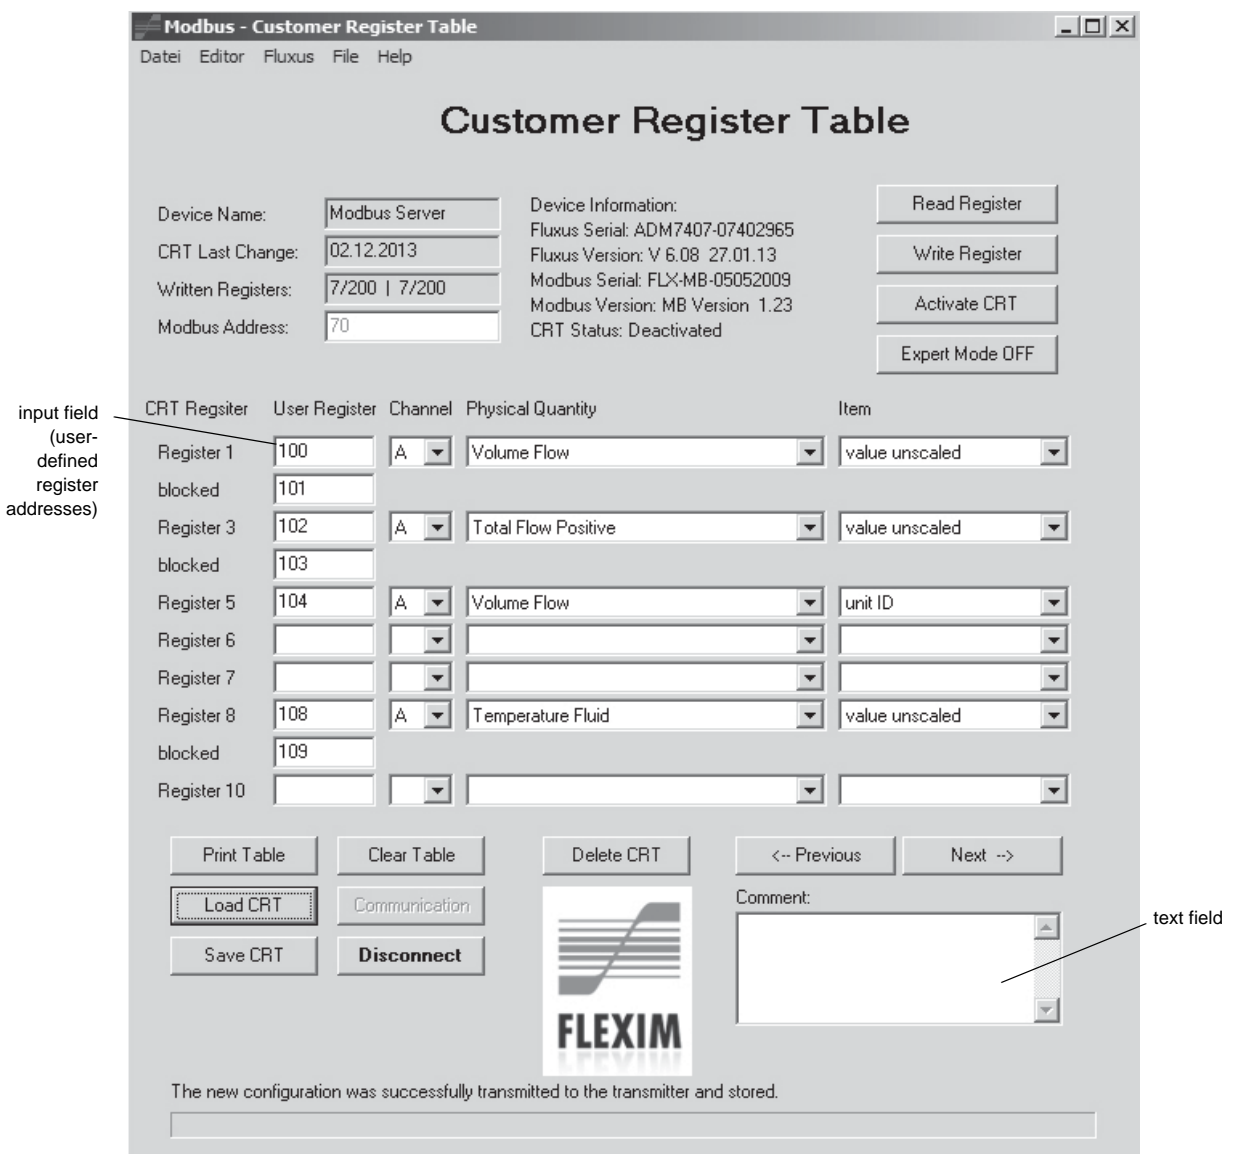 Modbus - Customer Register Table
Datei Editor Fluxus File Help
Customer Register Table
Device Name: Modbus Server
CRT Last Change: 02.12.2013
Written Registers: 7/200 | 7/200
Modbus Address: 70
Device Information:
Fluxus Serial: ADM7407-07402965
Fluxus Version: V 6.08 27.01.13
Modbus Serial: FLX-MB-05052009
Modbus Version: MB Version 1.23
CRT Status: Deactivated
Read Register
Write Register
Activate CRT
Expert Mode OFF
input field
(user-
defined
register
addresses)
CRT Regsiter User Register Channel Physical Quantity Item
Register 1 100 A Volume Flow value unscaled
blocked 101
Register 3 102 A Total Flow Positive value unscaled
blocked 103
Register 5 104 A Volume Flow unit ID
Register 6
Register 7
Register 8 108 A Temperature Fluid value unscaled
blocked 109
Register 10
Print Table Clear Table Delete CRT <-- Previous Next -->
Load CRT Communication
Save CRT Disconnect
FLEXIM
Comment:
text field
The new configuration was successfully transmitted to the transmitter and stored.